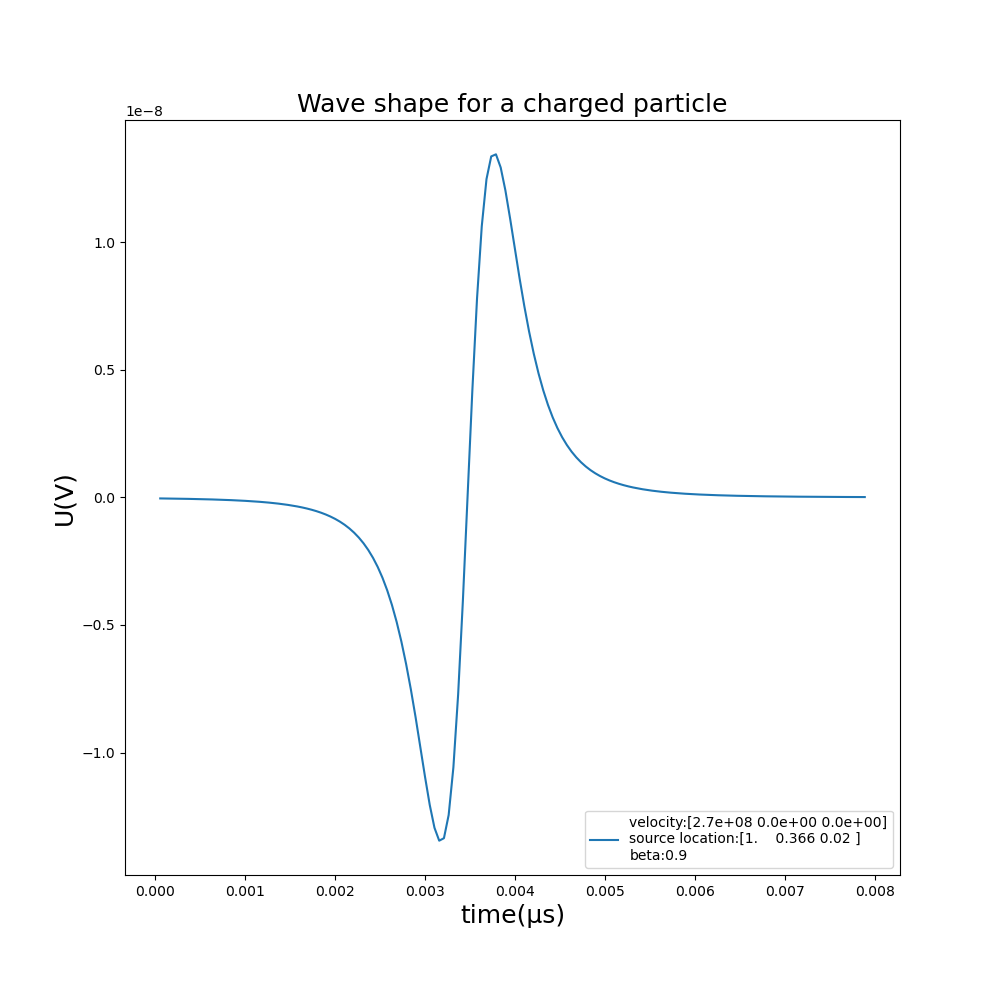 Wave shape for a charged particle
1e−8
1.0
0.5
0.0
−0.5
−1.0
U(V)
velocity:[2.7e+08 0.0e+00 0.0e+00]
source location:[1.    0.366 0.02 ]
beta:0.9
0.000 0.001 0.002 0.003 0.004 0.005 0.006 0.007 0.008
time(μs)